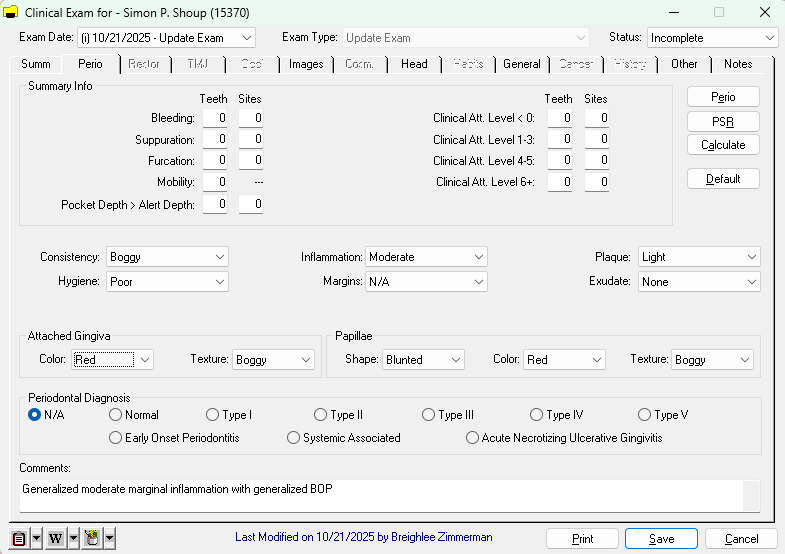 Clinical Exam for - Simon P. Shoup (15370)
Exam Date: (i) 10/21/2025 - Update Exam Exam Type: Update Exam Status: Incomplete
Summ Perio Restor TMJ Occl Images Cosm. Head Habits General Cancer History Other Notes
Summary Info
Teeth Sites Teeth Sites Perio
Bleeding: 0 0 Clinical Att. Level < 0: 0 0 PSR
Suppuration: 0 0 Clinical Att. Level 1-3: 0 0 Calculate
Furcation: 0 0 Clinical Att. Level 4-5: 0 0
Mobility: 0 --- Clinical Att. Level 6+: 0 0 Default
Pocket Depth > Alert Depth: 0 0
Consistency: Boggy Inflammation: Moderate Plaque: Light
Hygiene: Poor Margins: N/A Exudate: None
Attached Gingiva Papillae
Color: Red Texture: Boggy Shape: Blunted Color: Red Texture: Boggy
Periodontal Diagnosis
N/A Normal Type I Type II Type III Type IV Type V
Early Onset Periodontitis Systemic Associated Acute Necrotizing Ulcerative Gingivitis
Comments:
Generalized moderate marginal inflammation with generalized BOP
W Last Modified on 10/21/2025 by Breighlee Zimmerman Print Save Cancel